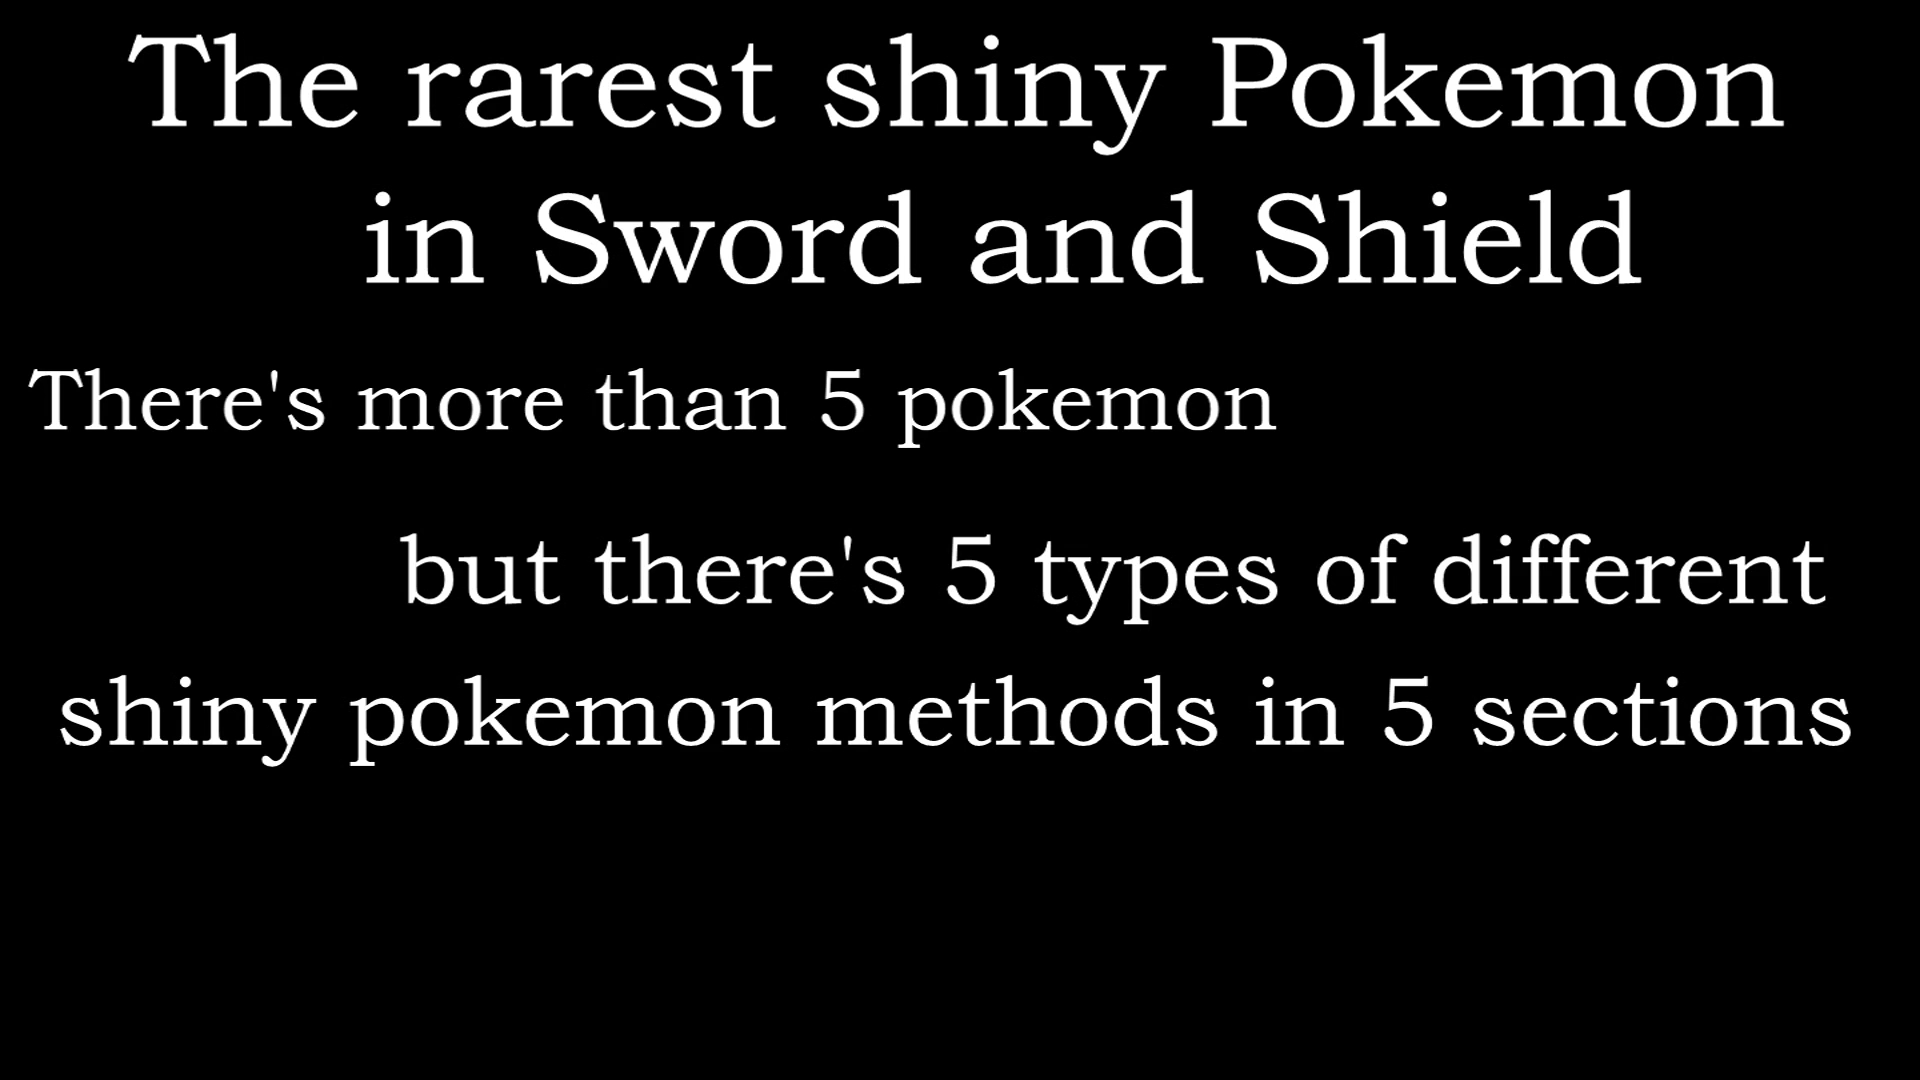 The rarest shiny Pokemon
in Sword and Shield
There's more than 5 pokemon
but there's 5 types of different
shiny pokemon methods in 5 sections